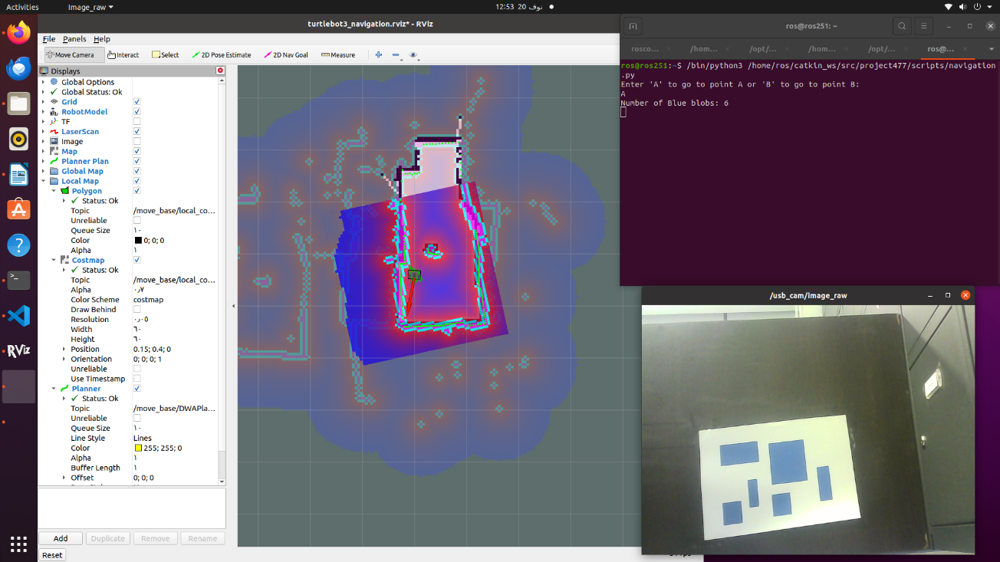 Activities
Image_raw
12:53 نوف 20
turtlebot3_navigation.rviz* - RViz
File Panels Help
Move Camera Interact Select 2D Pose Estimate 2D Nav Goal Measure
Displays
Global Options
Global Status: Ok
Grid
RobotModel
TF
LaserScan
Image
Map
Planner Plan
Global Map
Local Map
Polygon
Status: Ok
Topic /move_base/local_co...
Unreliable
Queue Size ١٠
Color 0; 0; 0
Alpha ١
Costmap
Status: Ok
Topic /move_base/local_co...
Alpha ٠٫٧
Color Scheme costmap
Draw Behind
Resolution ٠٫٠٥
Width ٦٠
Height ٦٠
Position 0.15; 0.4; 0
Orientation 0; 0; 0; 1
Unreliable
Use Timestamp
Planner
Status: Ok
Topic /move_base/DWAPla...
Unreliable
Queue Size ١٠
Line Style Lines
Color 255; 255; 0
Alpha ١
Buffer Length ١
Offset 0; 0; 0
Add Duplicate Remove Rename
Reset
ros@ros251: ~
rosco... /hom... /opt/... /hom... /opt/... ros@...
ros@ros251:~$ /bin/python3 /home/ros/catkin_ws/src/project477/scripts/navigation
.py
Enter 'A' to go to point A or 'B' to go to point B:
A
Number of Blue blobs: 6
/usb_cam/image_raw
RViz